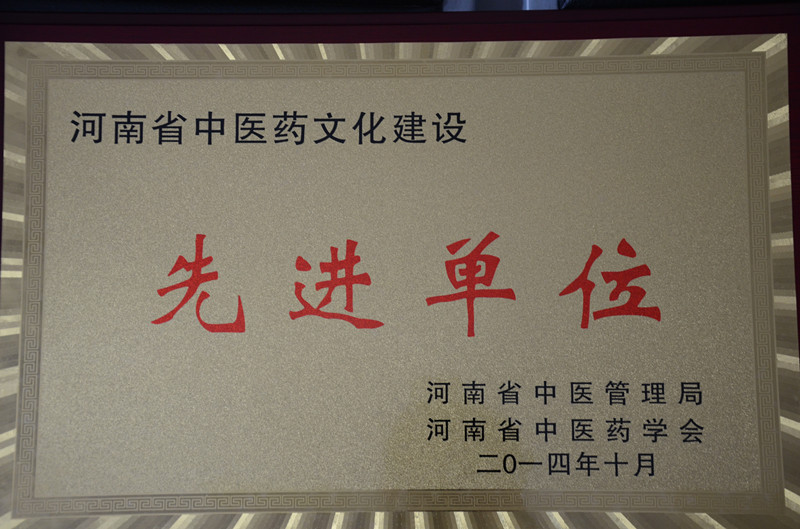 河南省中医药文化建设
先进单位
河南省中医管理局
河南省中医药学会
二0一四年十月